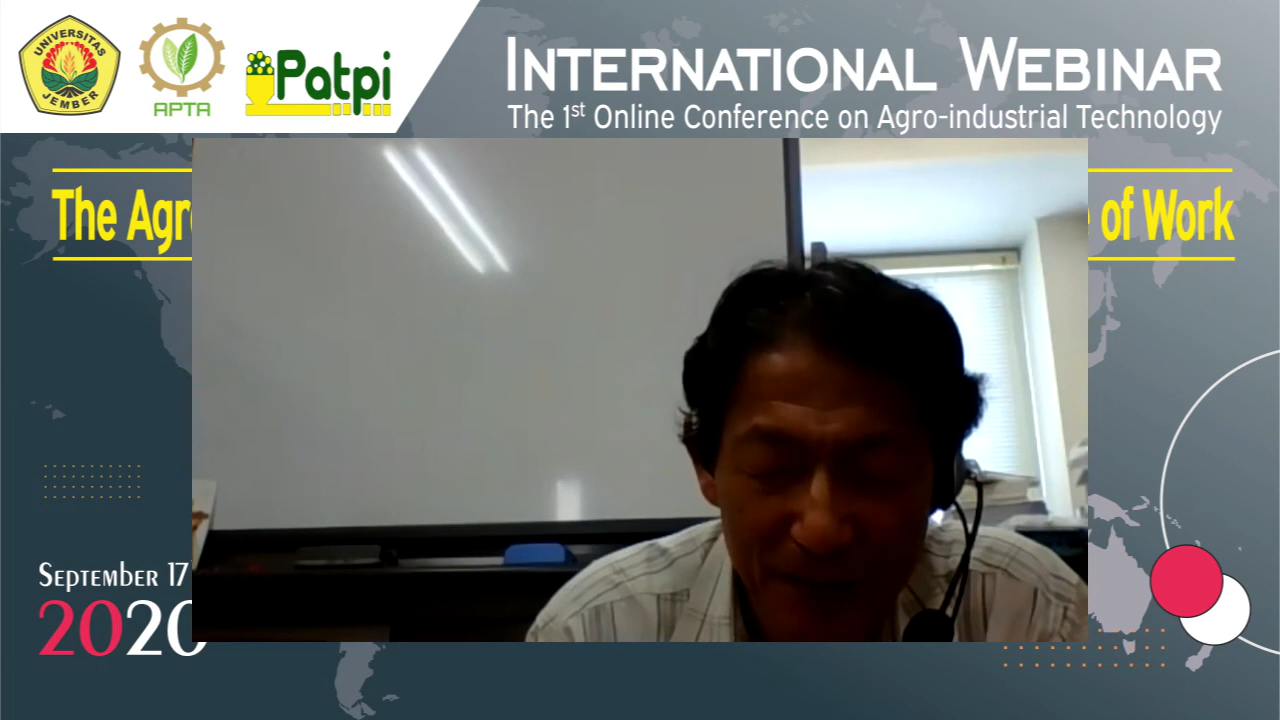 UNIVERSITAS
JEMBER
APTA
Patpi
INTERNATIONAL WEBINAR
The 1st Online Conference on Agro-industrial Technology
The Agr
of Work
SEPTEMBER 17
2020